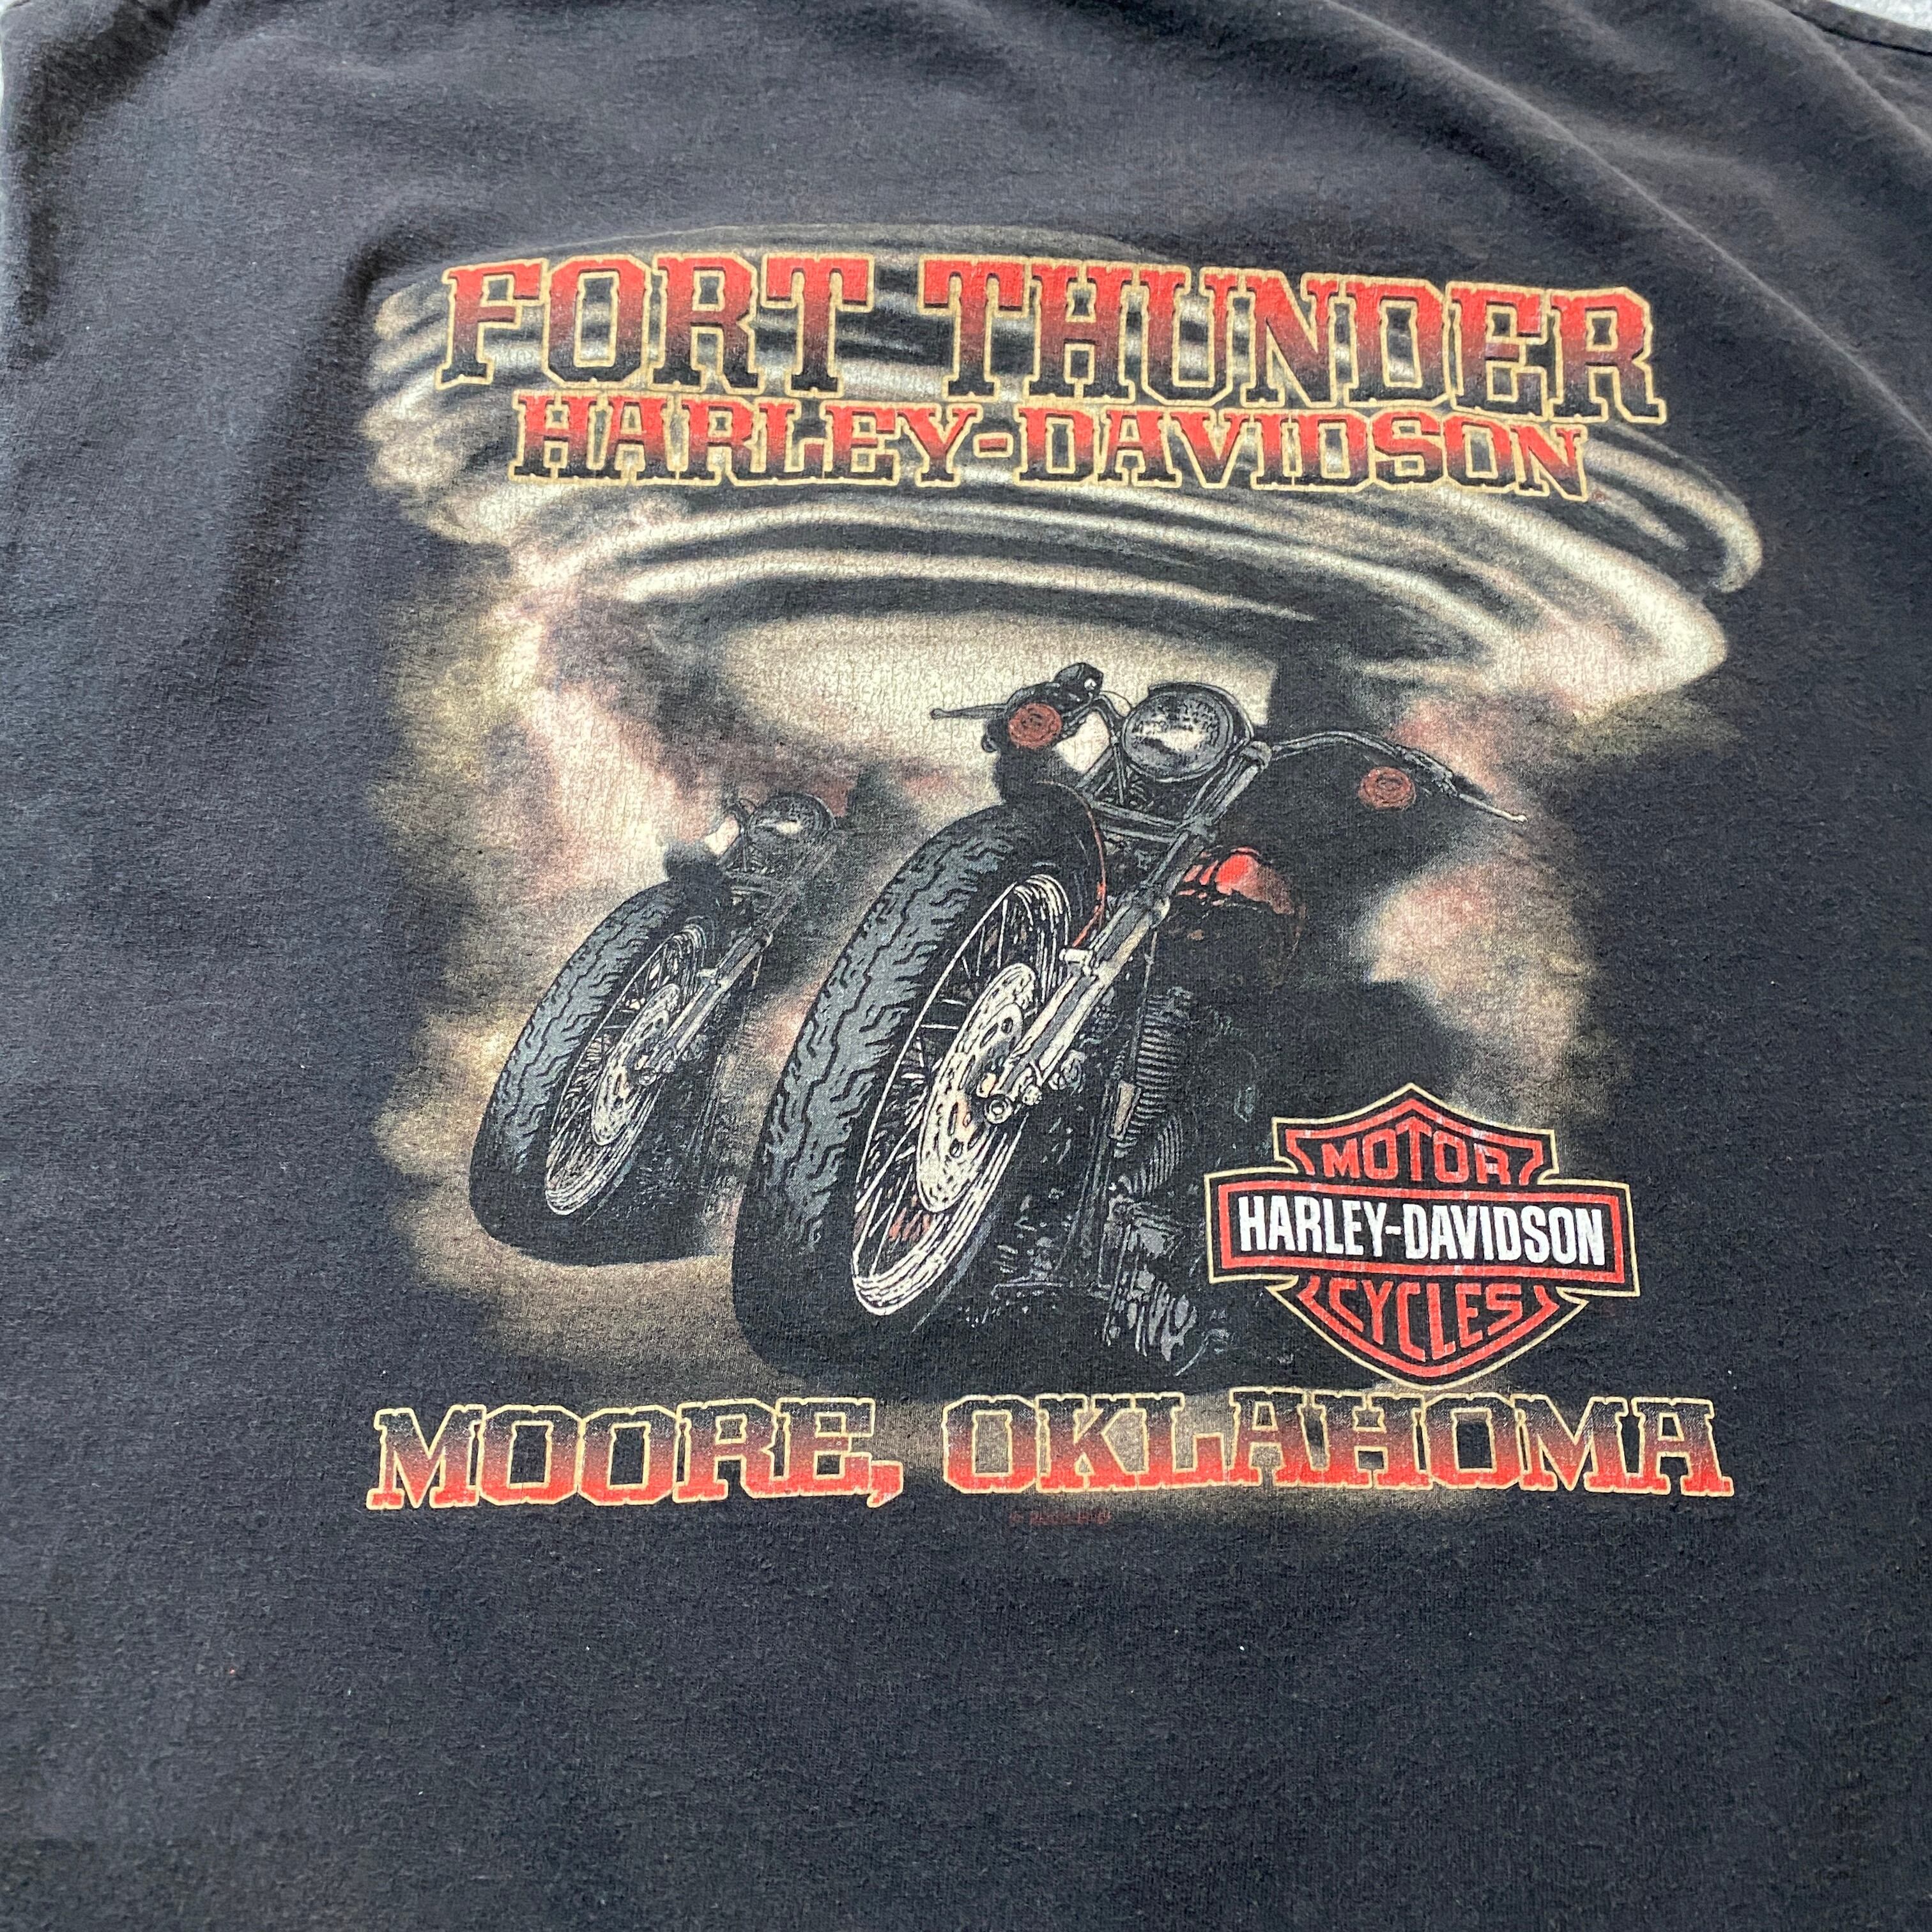 FORT THUNDER
HARLEY-DAVIDSON
MOTOR
HARLEY-DAVIDSON
CYCLES
MOORE, OKLAHOMA